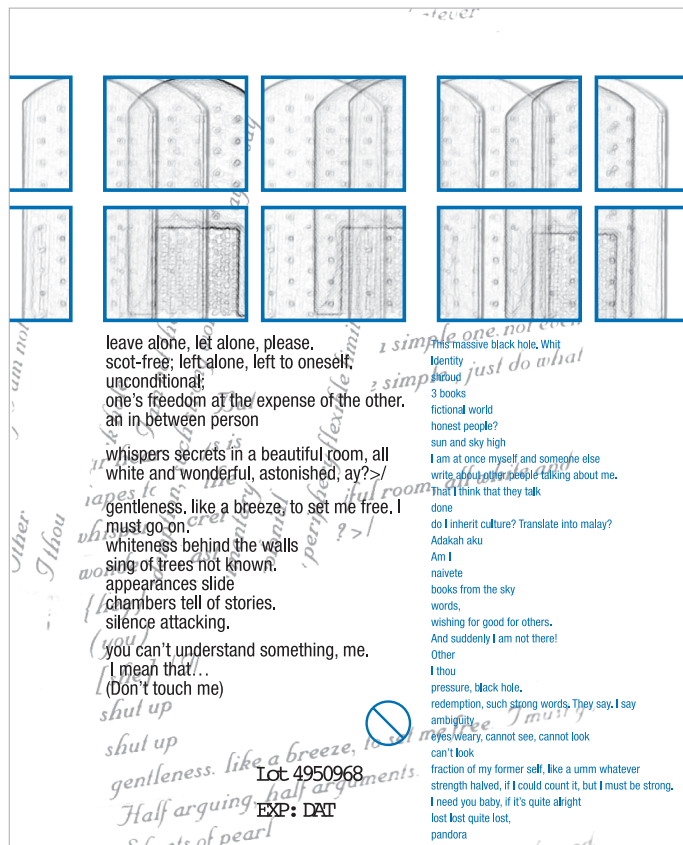 leave alone, let alone, please.
scot-free; left alone, left to oneself,
unconditional;
one's freedom at the expense of the other.
an in between person
whispers secrets in a beautiful room, all
white and wonderful, astonished, ay?>/
gentleness. like a breeze, to set me free. I
must go on.
whiteness behind the walls
sing of trees not known.
appearances slide
chambers tell of stories.
silence attacking.
you can't understand something, me.
I mean that…
(Don't touch me)
This massive black hole. Whit
Identity
shroud
3 books
fictional world
honest people?
sun and sky high
I am at once myself and someone else
write about other people talking about me.
That I think that they talk
done
do I inherit culture? Translate into malay?
Adakah aku
Am I
naivete
books from the sky
words,
wishing for good for others.
And suddenly I am not there!
Other
I thou
pressure, black hole.
redemption, such strong words. They say. I say
ambiguity
eyes weary, cannot see, cannot look
can't look
fraction of my former self, like a umm whatever
strength halved, if I could count it, but I must be strong.
I need you baby, if it's quite alright
lost lost quite lost,
pandora
simple one. not even
simple. just do what
I am not
Other
I thou
ful room, all white and
?>/
(you)
shut up
shut up
gentleness. like a breeze, to set me free. I must g
Half arguing, half arguments.
of pearl
Lot 4950968
EXP: DAT